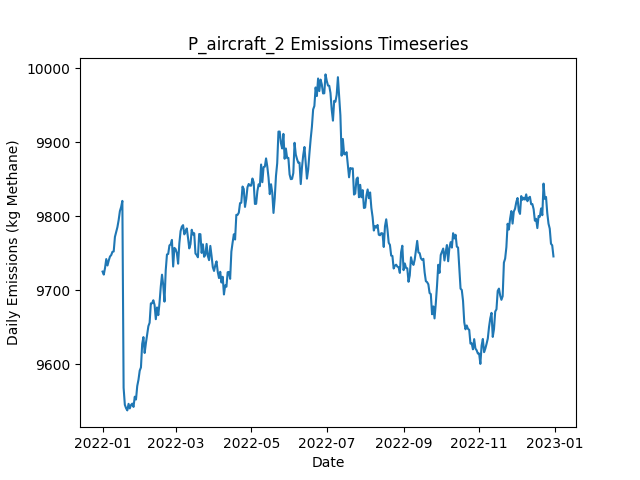 P_aircraft_2 Emissions Timeseries
Daily Emissions (kg Methane)
10000
9900
9800
9700
9600
2022-01 2022-03 2022-05 2022-07 2022-09 2022-11 2023-01
Date